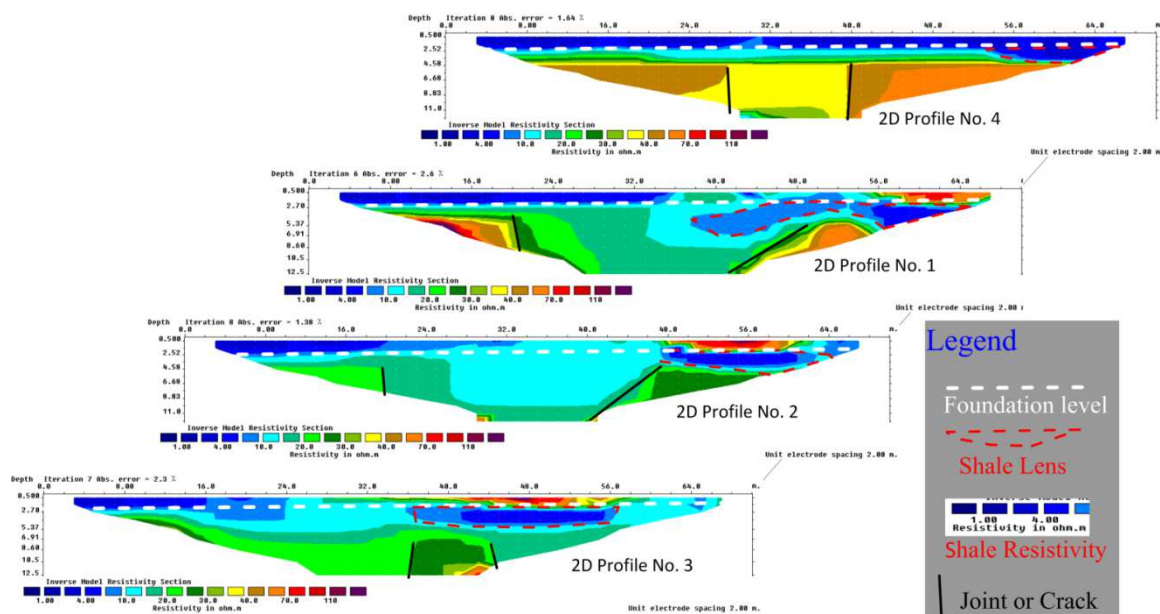 Depth Iteration 8 Abs. error = 1.64 %
0.0 16.0 32.0 48.0 64.0 m
0.500
2.52
4.58
6.60
8.83
11.0
2D Profile No. 4
Inverse Model Resistivity Section
1.00 4.00 10.0 20.0 30.0 40.0 70.0 110
Resistivity in ohm.m
Unit electrode spacing 2.00 m.
Depth Iteration 6 Abs. error = 2.6 %
0.0 8.00 16.0 24.0 32.0 40.0 48.0 56.0 64.0
0.500
2.70
5.37
6.91
8.60
12.5
2D Profile No. 1
Inverse Model Resistivity Section
1.00 4.00 10.0 20.0 30.0 40.0 70.0 110
Resistivity in ohm.m
Unit electrode spacing 2.00
Depth Iteration 8 Abs. error = 1.38 %
0.0 8.00 16.0 24.0 32.0 40.0 48.0 56.0 64.0 m.
0.500
2.52
4.58
6.60
8.83
11.0
2D Profile No. 2
Inverse Model Resistivity Section
1.00 4.00 10.0 20.0 30.0 40.0 70.0 110
Resistivity in ohm.m
Unit electrode spacing 2.00 m.
Depth Iteration 7 Abs. error = 2.3 %
0.0 8.00 16.0 24.0 32.0 40.0 48.0 56.0 64.0 m.
0.500
2.70
5.37
6.91
8.60
12.5
2D Profile No. 3
Inverse Model Resistivity Section
1.00 4.00 10.0 20.0 30.0 40.0 70.0 110
Resistivity in ohm.m
Unit electrode spacing 2.00 m.
Legend
Foundation level
Shale Lens
1.00 4.00
Resistivity in ohm.m
Shale Resistivity
Joint or Crack